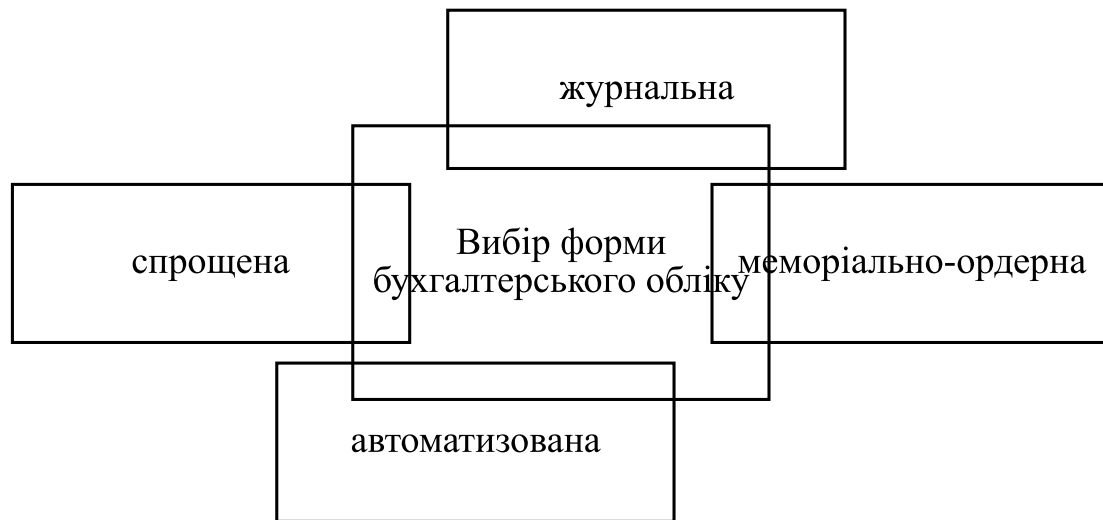 журнальна
спрощена
Вибір форми
бухгалтерського обліку
меморіально-ордерна
автоматизована